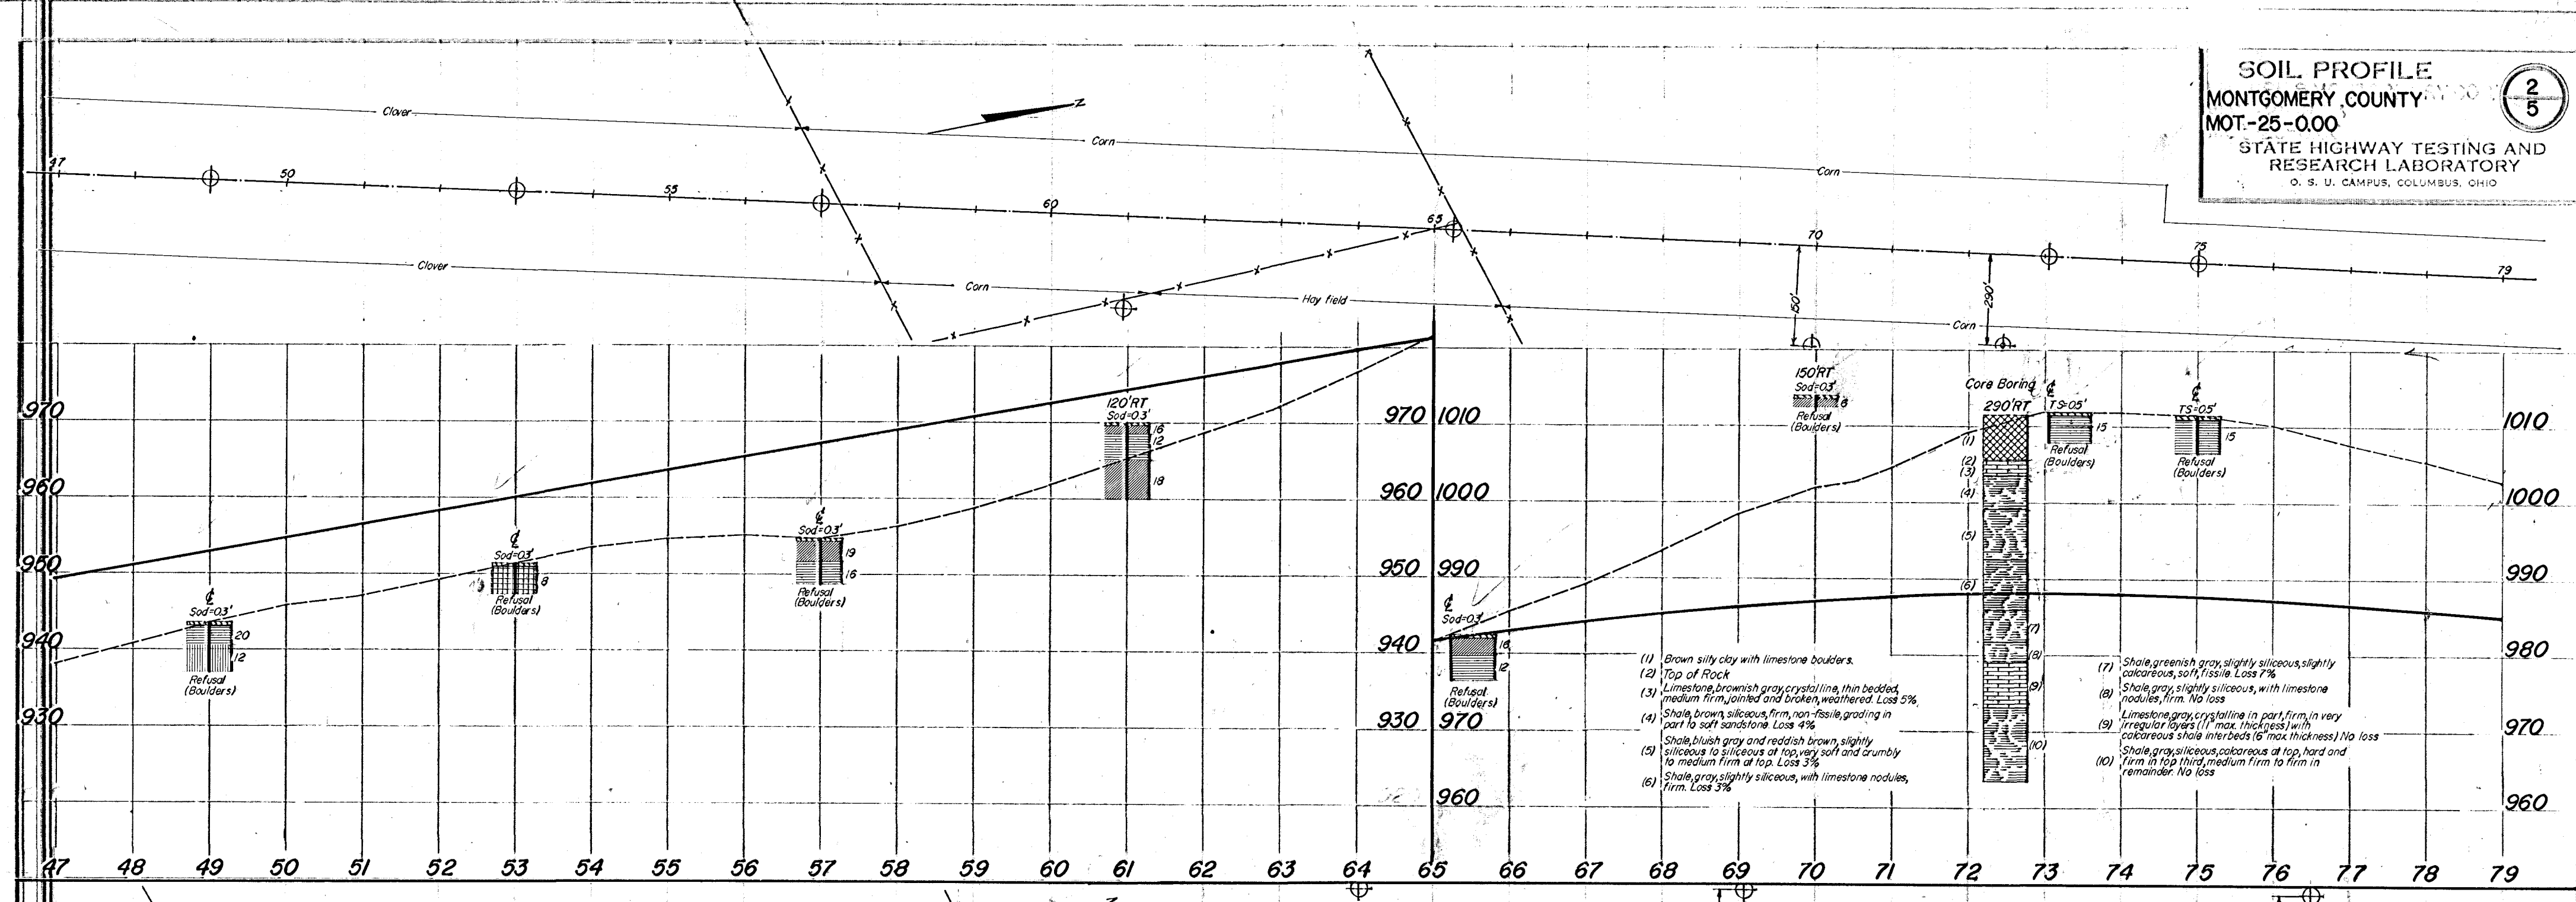 SOIL PROFILE
MONTGOMERY COUNTY
MOT.-25-0.00
2
5
STATE HIGHWAY TESTING AND
RESEARCH LABORATORY
O. S. U. CAMPUS, COLUMBUS, OHIO
Clover
Corn
Corn
N
47
50
55
60
65
70
75
79
Clover
Corn
Hay field
Corn
150'
290'
970
960
950
940
930
℄
Sod=0.3'
20
12
Refusal
(Boulders)
℄
Sod=0.3'
8
Refusal
(Boulders)
℄
Sod=0.3'
19
16
Refusal
(Boulders)
120'RT
Sod=0.3'
16
12
18
970 1010
960 1000
950 990
940
930 970
960
℄
Sod=0.3'
16
12
Refusal
(Boulders)
150'RT
Sod=0.3'
8
Refusal
(Boulders)
Core Boring
290'RT
(1)
(2)
(3)
(4)
(5)
(6)
(7)
(8)
(9)
(10)
℄
TS=0.5'
15
Refusal
(Boulders)
℄
TS=0.5'
15
Refusal
(Boulders)
1010
1000
990
980
970
960
(1) Brown silty clay with limestone boulders.
(2) Top of Rock
(3) Limestone, brownish gray, crystalline, thin bedded,
medium firm, jointed and broken, weathered. Loss 5%
(4) Shale, brown, siliceous, firm, non-fissile, grading in
part to soft sandstone. Loss 4%
(5) Shale, bluish gray and reddish brown, slightly
siliceous to siliceous at top, very soft and crumbly
to medium firm at top. Loss 3%
(6) Shale, gray, slightly siliceous, with limestone nodules,
firm. Loss 3%
(7) Shale, greenish gray, slightly siliceous, slightly
calcareous, soft, fissile. Loss 7%
(8) Shale, gray, slightly siliceous, with limestone
nodules, firm. No loss
(9) Limestone, gray, crystalline in part, firm, in very
irregular layers (11" max. thickness) with
calcareous shale interbeds (6" max. thickness) No loss
(10) Shale, gray, siliceous, calcareous at top, hard and
firm in top third, medium firm to firm in
remainder. No loss
47 48 49 50 51 52 53 54 55 56 57 58 59 60 61 62 63 64 65 66 67 68 69 70 71 72 73 74 75 76 77 78 79